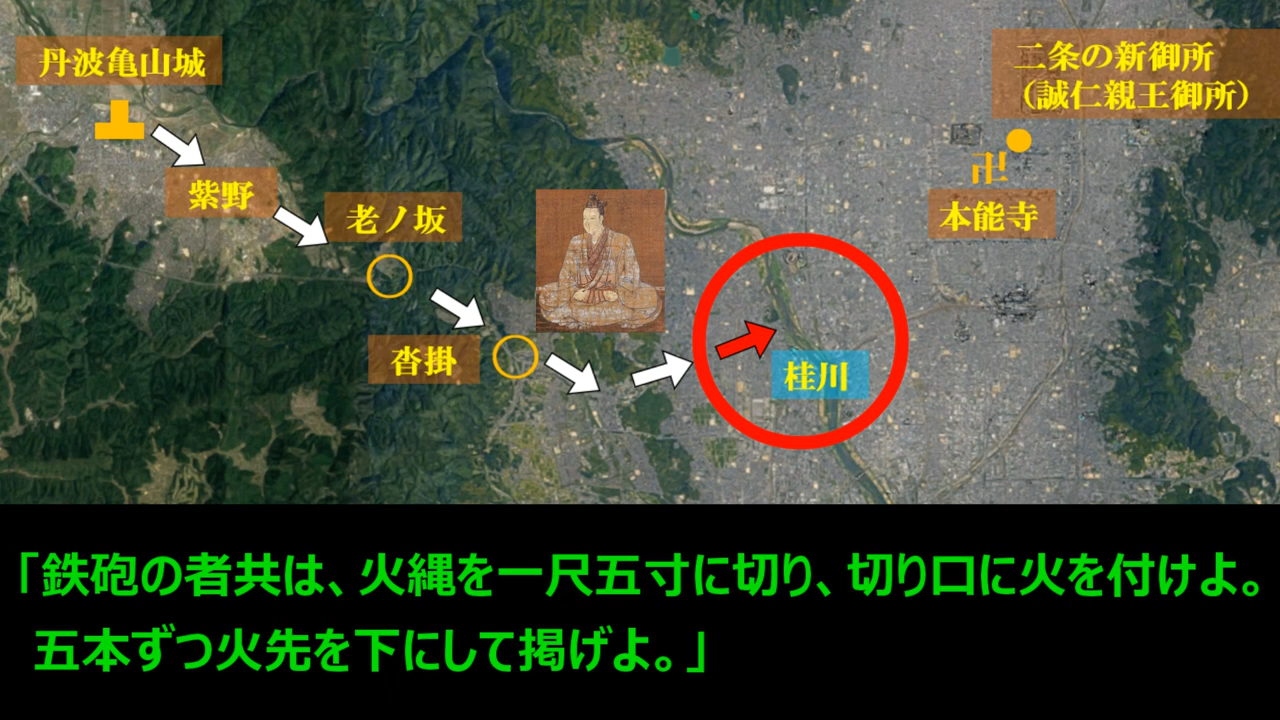 丹波亀山城
二条の新御所
（誠仁親王御所）
紫野
老ノ坂
卍
本能寺
沓掛
桂川
「鉄砲の者共は、火縄を一尺五寸に切り、切り口に火を付けよ。
五本ずつ火先を下にして掲げよ。」